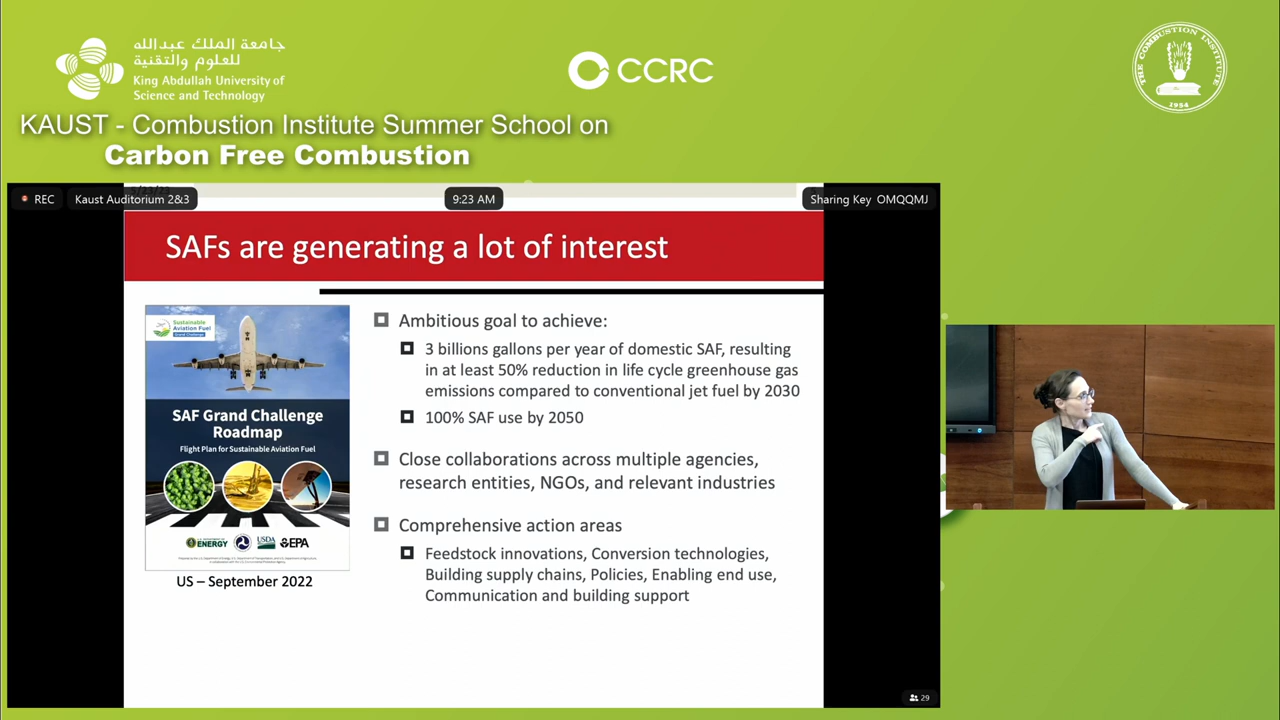 جامعة الملك عبدالله
للعلوم والتقنية
King Abdullah University of
Science and Technology
CCRC
THE COMBUSTION INSTITUTE
1954
KAUST - Combustion Institute Summer School on
Carbon Free Combustion
REC
Kaust Auditorium 2&3
9:23 AM
Sharing Key OMQQMJ
SAFs are generating a lot of interest
Sustainable
Aviation Fuel
Grand Challenge
SAF Grand Challenge
Roadmap
Flight Plan for Sustainable Aviation Fuel
ENERGY
USDA
EPA
US – September 2022
Ambitious goal to achieve:
3 billions gallons per year of domestic SAF, resulting
in at least 50% reduction in life cycle greenhouse gas
emissions compared to conventional jet fuel by 2030
100% SAF use by 2050
Close collaborations across multiple agencies,
research entities, NGOs, and relevant industries
Comprehensive action areas
Feedstock innovations, Conversion technologies,
Building supply chains, Policies, Enabling end use,
Communication and building support
29